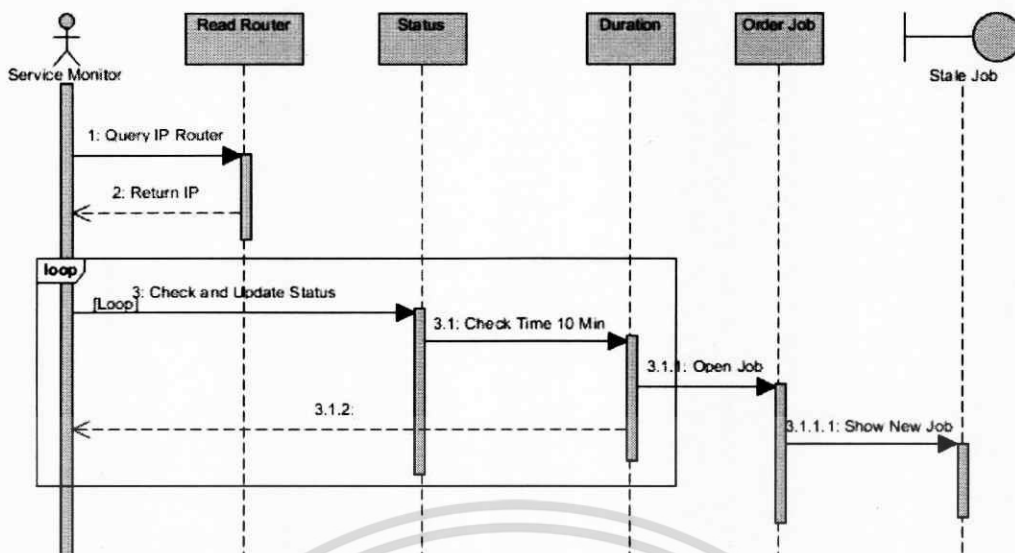 Read Router
Status
Duration
Order Job
Service Monitor
Stale Job
1: Query IP Router
2: Return IP
loop
3: Check and Update Status
[Loop]
3.1: Check Time 10 Min
3.1.1: Open Job
3.1.2:
3.1.1.1: Show New Job